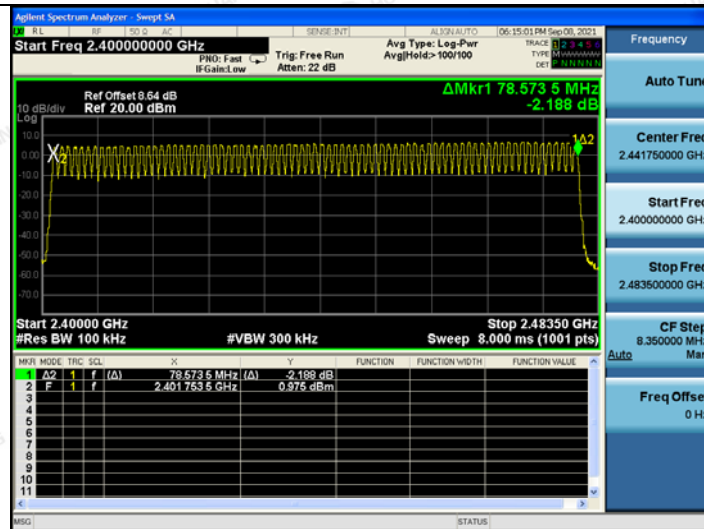 Agilent Spectrum Analyzer - Swept SA
RL RF 50 Ω AC SENSE:INT ALIGN AUTO 06:15:01 PM Sep 08, 2021
Start Freq 2.400000000 GHz
PNO: Fast
IFGain:Low
Trig: Free Run
Atten: 22 dB
Avg Type: Log-Pwr
Avg|Hold:> 100/100
TRACE 1 2 3 4 5 6
TYPE M
DET P N N N N N
Ref Offset 8.64 dB
Ref 20.00 dBm
ΔMkr1 78.573 5 MHz
-2.188 dB
10 dB/div
Log
10.0
0.00
-10.0
-20.0
-30.0
-40.0
-50.0
-60.0
-70.0
X2
1Δ2
Start 2.40000 GHz
Stop 2.48350 GHz
#Res BW 100 kHz
#VBW 300 kHz
Sweep 8.000 ms (1001 pts)
MKR MODE TRC SCL X Y FUNCTION FUNCTION WIDTH FUNCTION VALUE
1 Δ2 1 f (Δ) 78.573 5 MHz (Δ) -2.188 dB
2 F 1 f 2.401 753 5 GHz 0.975 dBm
3
4
5
6
7
8
9
10
11
MSG
STATUS
Frequency
Auto Tune
Center Freq
2.441750000 GHz
Start Freq
2.400000000 GHz
Stop Freq
2.483500000 GHz
CF Step
8.350000 MHz
Auto Man
Freq Offset
0 Hz